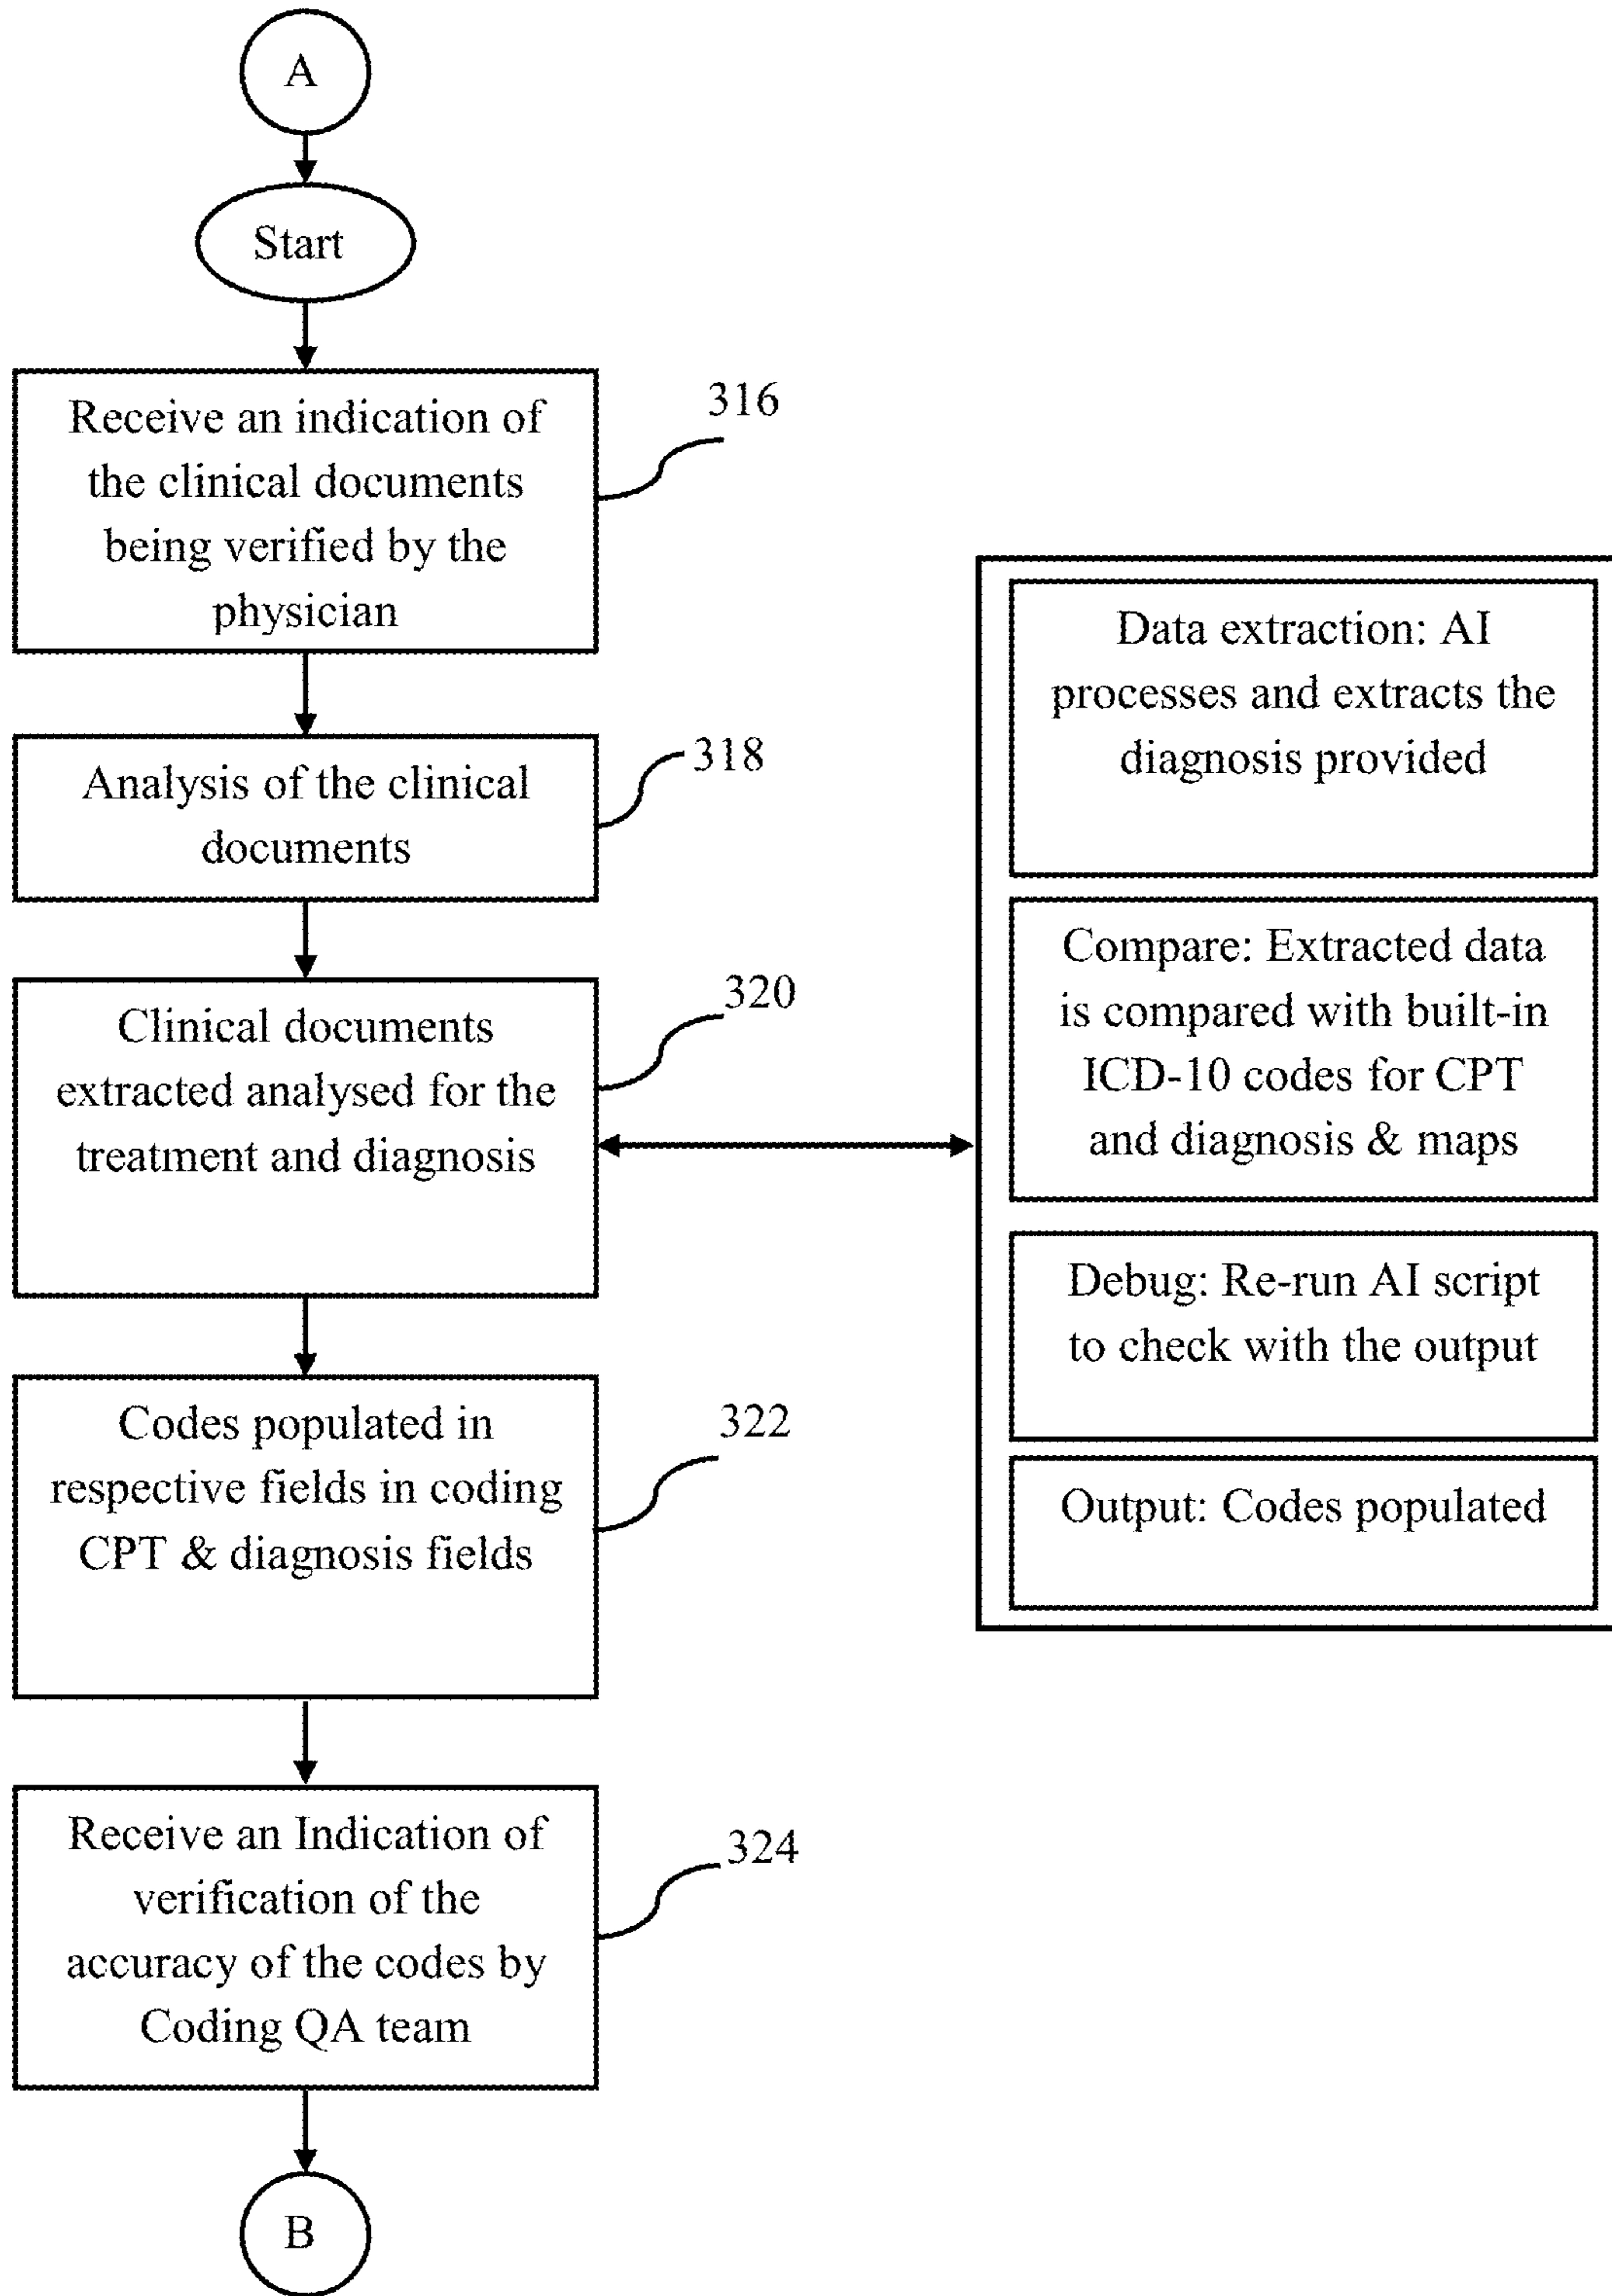 A
Start
Receive an indication of
the clinical documents
being verified by the
physician
316
Analysis of the clinical
documents
318
Clinical documents
extracted analysed for the
treatment and diagnosis
320
Data extraction: AI
processes and extracts the
diagnosis provided
Compare: Extracted data
is compared with built-in
ICD-10 codes for CPT
and diagnosis & maps
Debug: Re-run AI script
to check with the output
Output: Codes populated
Codes populated in
respective fields in coding
CPT & diagnosis fields
322
Receive an Indication of
verification of the
accuracy of the codes by
Coding QA team
324
B